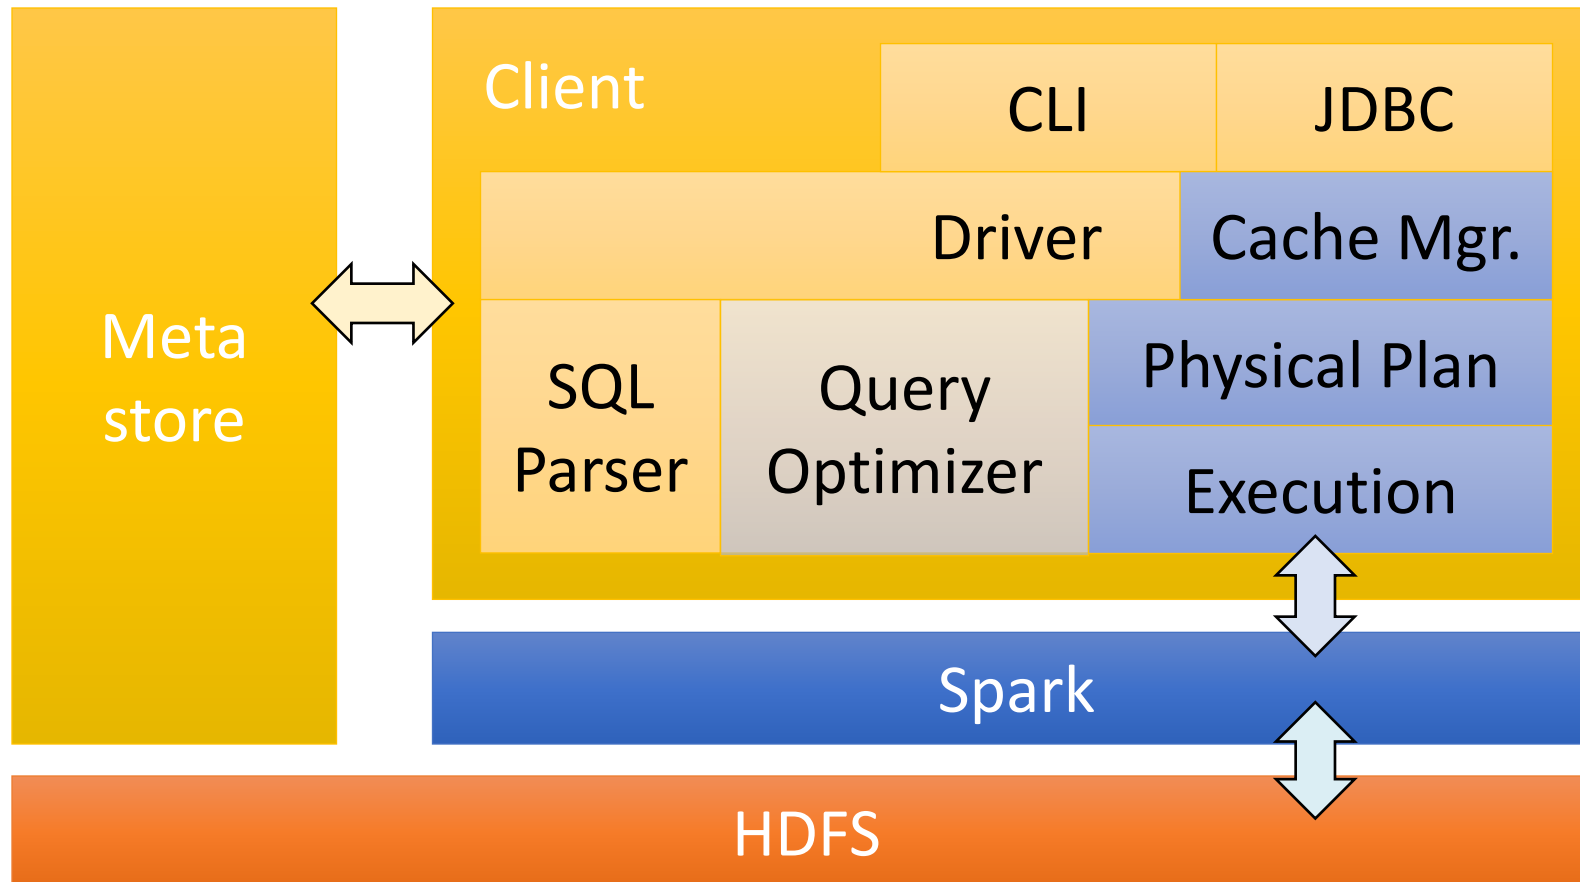 Client
CLI
JDBC
Driver
Cache Mgr.
Meta
store
SQL
Parser
Query
Optimizer
Physical Plan
Execution
Spark
HDFS